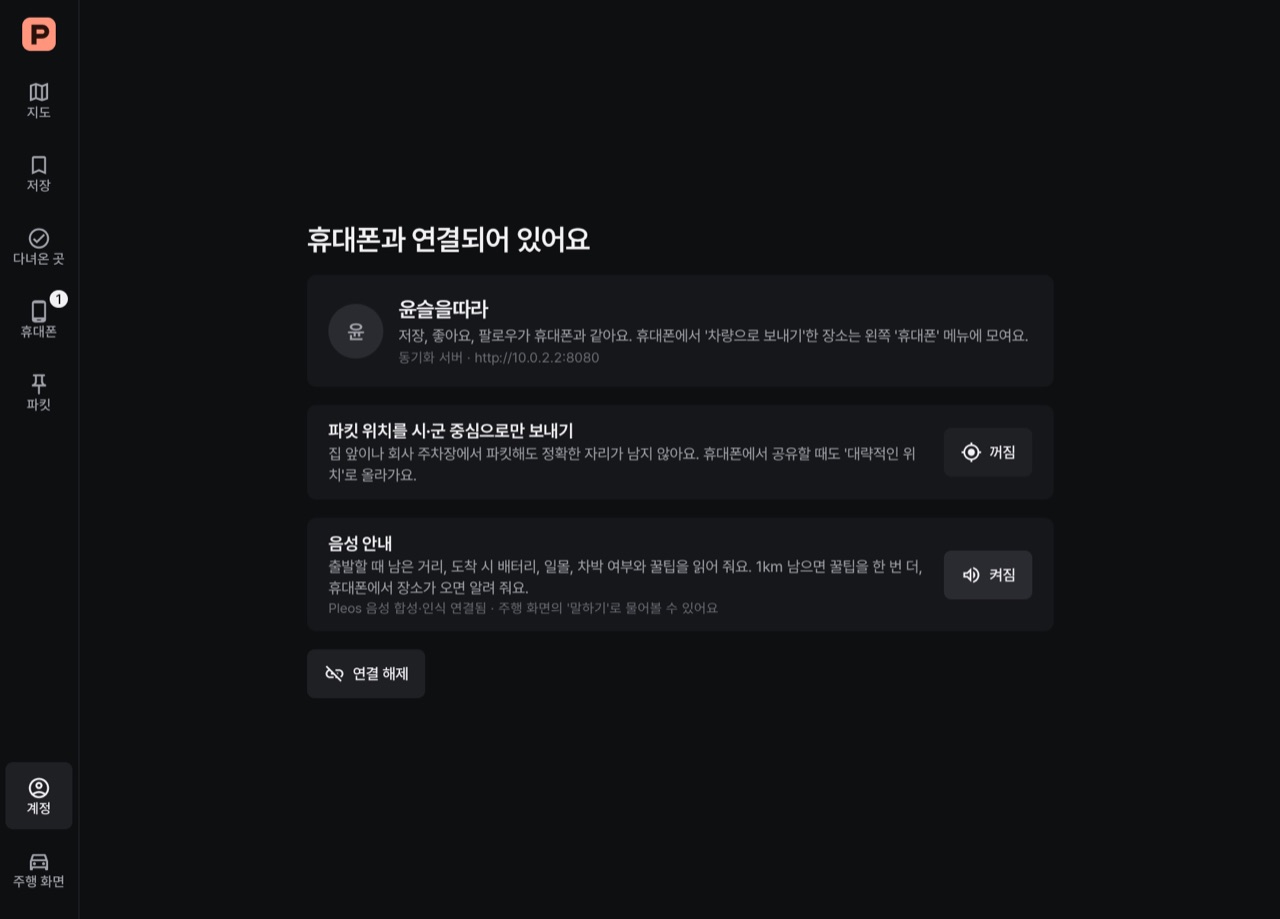 P
지도
저장
다녀온 곳
1
휴대폰
파킷
계정
주행 화면
휴대폰과 연결되어 있어요
윤
윤슬을따라
저장, 좋아요, 팔로우가 휴대폰과 같아요. 휴대폰에서 '차량으로 보내기'한 장소는 왼쪽 '휴대폰' 메뉴에 모여요.
동기화 서버 · http://10.0.2.2:8080
파킷 위치를 시·군 중심으로만 보내기
집 앞이나 회사 주차장에서 파킷해도 정확한 자리가 남지 않아요. 휴대폰에서 공유할 때도 '대략적인 위
치'로 올라가요.
꺼짐
음성 안내
출발할 때 남은 거리, 도착 시 배터리, 일몰, 차박 여부와 꿀팁을 읽어 줘요. 1km 남으면 꿀팁을 한 번 더,
휴대폰에서 장소가 오면 알려 줘요.
Pleos 음성 합성·인식 연결됨 · 주행 화면의 '말하기'로 물어볼 수 있어요
켜짐
연결 해제